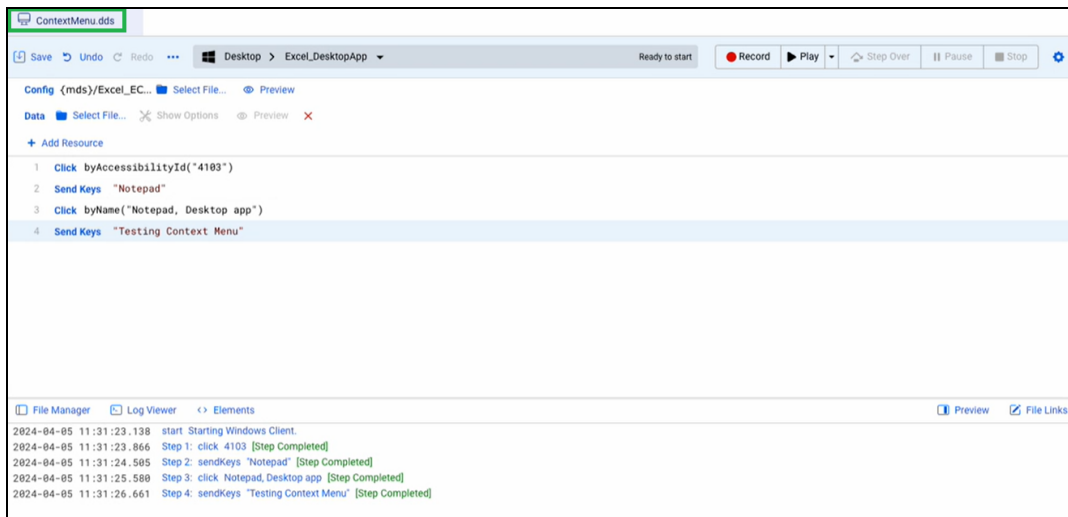 ContextMenu.dds
Save Undo Redo ••• Desktop > Excel_DesktopApp Ready to start Record Play Step Over Pause Stop
Config {mds}/Excel_EC... Select File... Preview
Data Select File... Show Options Preview X
+ Add Resource
1 Click byAccessibilityId("4103")
2 Send Keys "Notepad"
3 Click byName("Notepad, Desktop app")
4 Send Keys "Testing Context Menu"
File Manager Log Viewer <> Elements Preview File Links
2024-04-05 11:31:23.138 start Starting Windows Client.
2024-04-05 11:31:23.866 Step 1: click 4103 [Step Completed]
2024-04-05 11:31:24.505 Step 2: sendKeys "Notepad" [Step Completed]
2024-04-05 11:31:25.580 Step 3: click Notepad, Desktop app [Step Completed]
2024-04-05 11:31:26.661 Step 4: sendKeys "Testing Context Menu" [Step Completed]